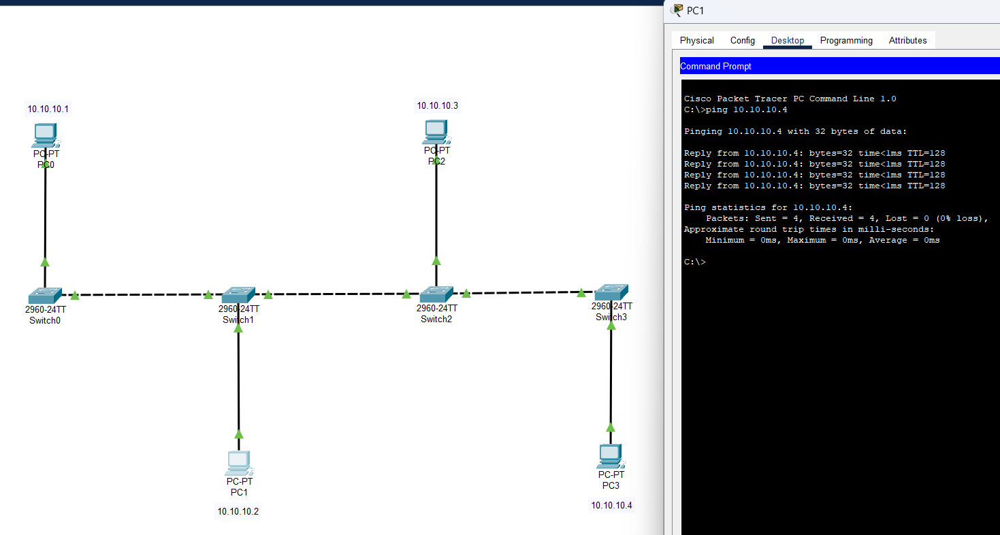 10.10.10.1
PC-PT
PC0
10.10.10.3
PC-PT
PC2
2960-24TT
Switch0
2960-24TT
Switch1
2960-24TT
Switch2
2960-24TT
Switch3
PC-PT
PC1
10.10.10.2
PC-PT
PC3
10.10.10.4
PC1
Physical Config Desktop Programming Attributes
Command Prompt
Cisco Packet Tracer PC Command Line 1.0
C:\>ping 10.10.10.4
Pinging 10.10.10.4 with 32 bytes of data:
Reply from 10.10.10.4: bytes=32 time<1ms TTL=128
Reply from 10.10.10.4: bytes=32 time<1ms TTL=128
Reply from 10.10.10.4: bytes=32 time<1ms TTL=128
Reply from 10.10.10.4: bytes=32 time<1ms TTL=128
Ping statistics for 10.10.10.4:
Packets: Sent = 4, Received = 4, Lost = 0 (0% loss),
Approximate round trip times in milli-seconds:
Minimum = 0ms, Maximum = 0ms, Average = 0ms
C:\>